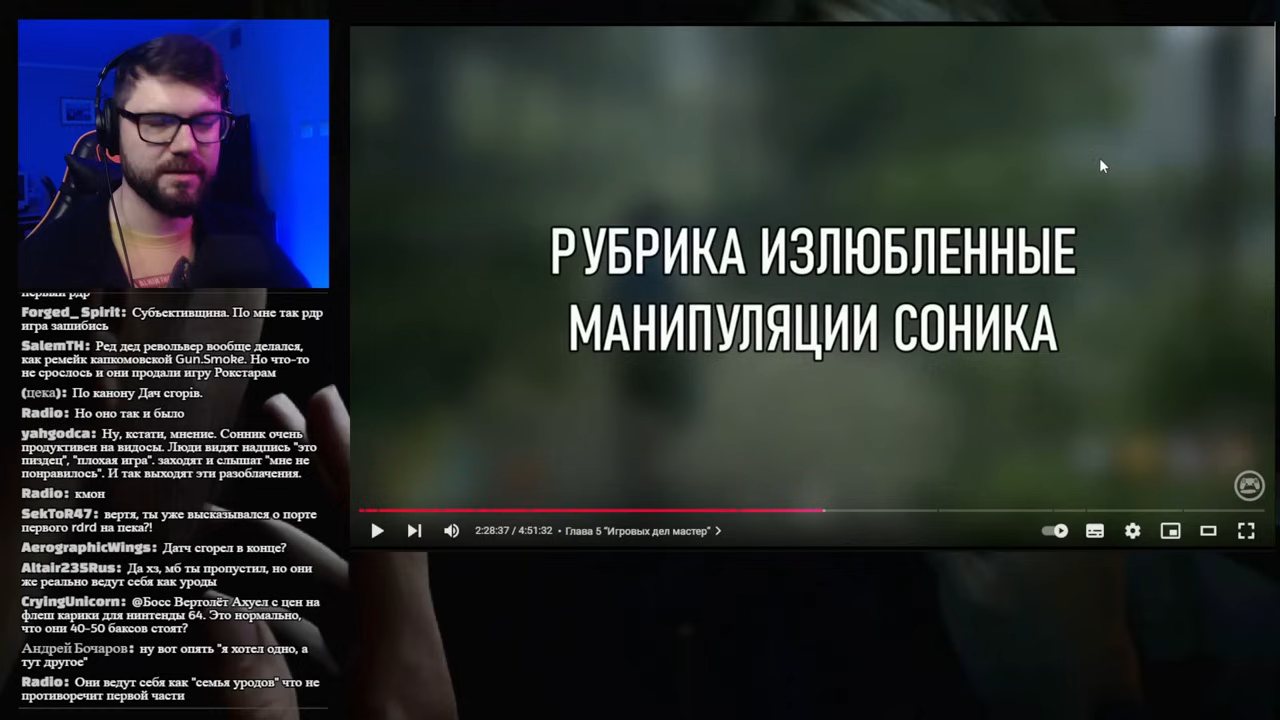 первый рдр
Forged_Spirit: Субъективщина. По мне так рдр
игра зашибись
SalemTH: Ред дед револьвер вообще делался,
как ремейк капкомовской Gun.Smoke. Но что-то
не срослось и они продали игру Рокстарам
(цека): По канону Дач сгорів.
Radio: Но оно так и было
yahgodca: Ну, кстати, мнение. Сонник очень
продуктивен на видосы. Люди видят надпись "это
пиздец", "плохая игра". заходят и слышат "мне не
понравилось". И так выходят эти разоблачения.
Radio: кмон
SekToR47: вертя, ты уже высказывался о порте
первого rdrd на пека?!
AerographicWings: Датч сгорел в конце?
Altair23SRus: Да хз, мб ты пропустил, но они
же реально ведут себя как уроды
CryingUnicorn: @Босс Вертолёт Ахуел с цен на
флеш карики для нинтенды 64. Это нормально,
что они 40-50 баксов стоят?
Андрей Бочаров: ну вот опять "я хотел одно, а
тут другое"
Radio: Они ведут себя как "семья уродов" что не
противоречит первой части
РУБРИКА ИЗЛЮБЛЕННЫЕ
МАНИПУЛЯЦИИ СОНИКА
2:28:37 / 4:51:32 • Глава 5 "Игровых дел мастер"